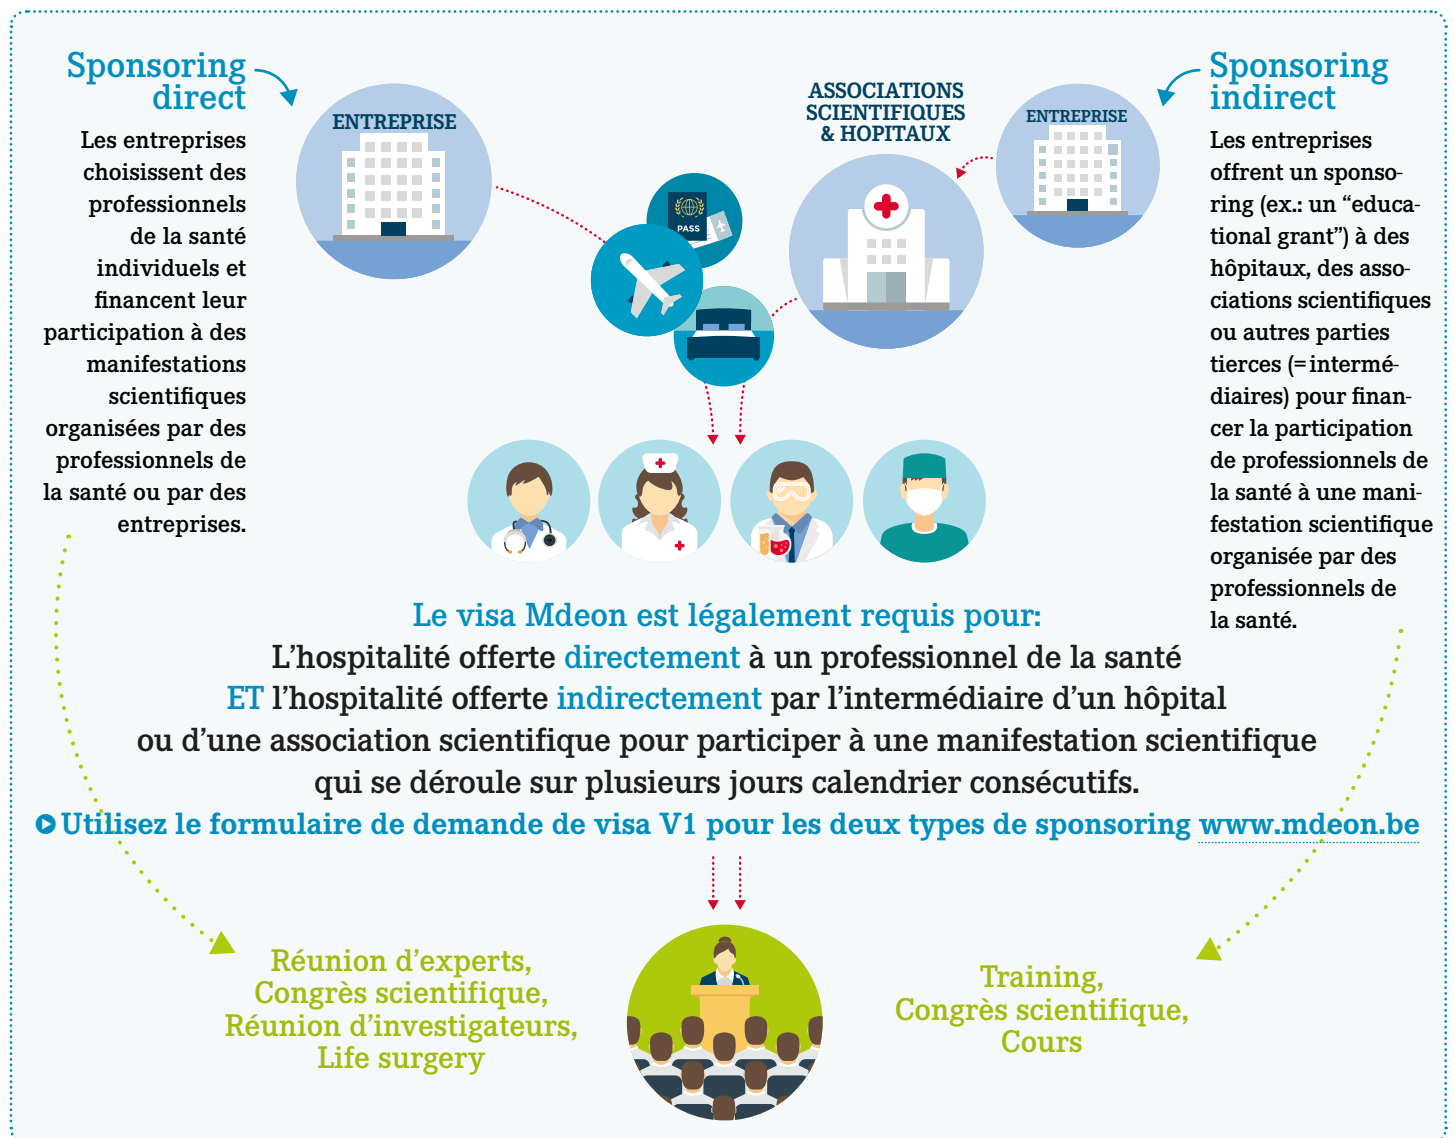 Sponsoring
direct
Les entreprises
choisissent des
professionnels
de la santé
individuels et
financent leur
participation à des
manifestations
scientifiques
organisées par des
professionnels de
la santé ou par des
entreprises.
ENTREPRISE
PASS
ASSOCIATIONS
SCIENTIFIQUES
& HOPITAUX
ENTREPRISE
Sponsoring
indirect
Les entreprises
offrent un sponso-
ring (ex.: un “educa-
tional grant”) à des
hôpitaux, des asso-
ciations scientifiques
ou autres parties
tierces (=intermé-
diaires) pour finan-
cer la participation
de professionnels de
la santé à une mani-
festation scientifique
organisée par des
professionnels de
la santé.
Le visa Mdeon est légalement requis pour:
L’hospitalité offerte directement à un professionnel de la santé
ET l’hospitalité offerte indirectement par l’intermédiaire d’un hôpital
ou d’une association scientifique pour participer à une manifestation scientifique
qui se déroule sur plusieurs jours calendrier consécutifs.
Utilisez le formulaire de demande de visa V1 pour les deux types de sponsoring www.mdeon.be
Réunion d’experts,
Congrès scientifique,
Réunion d’investigateurs,
Life surgery
Training,
Congrès scientifique,
Cours